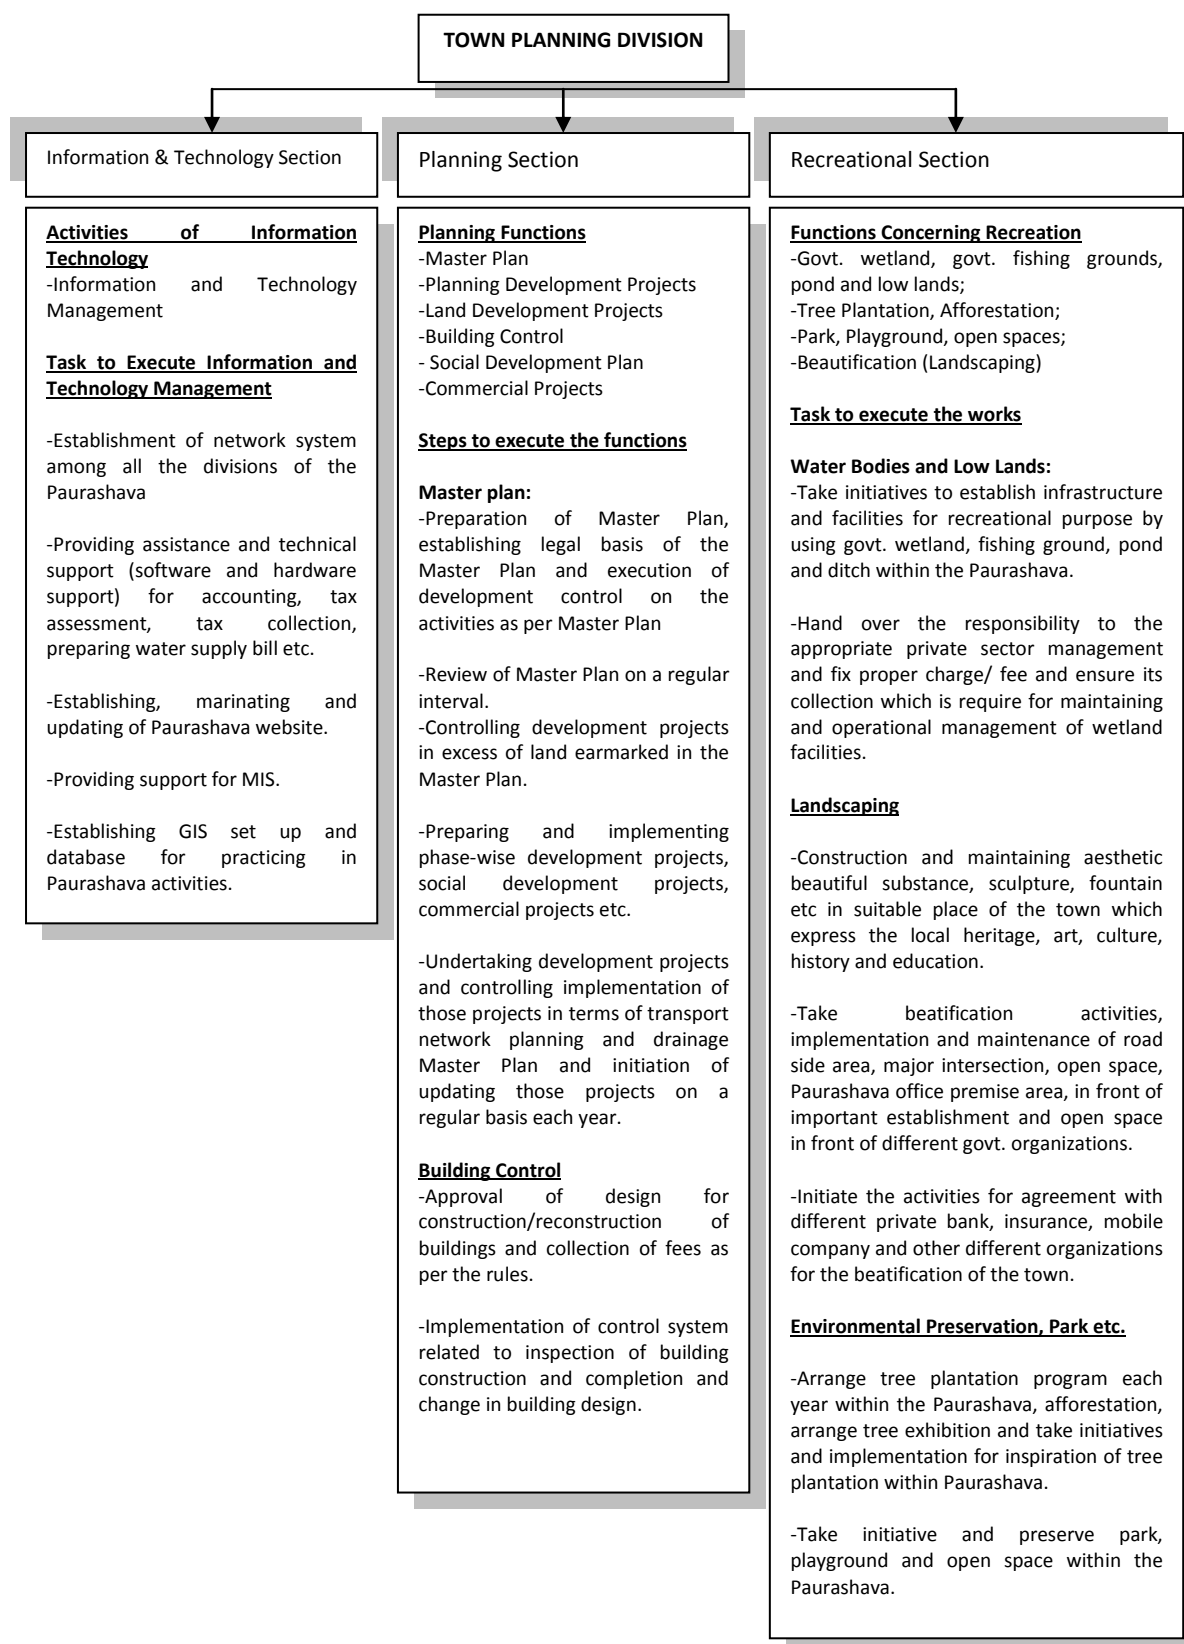 TOWN PLANNING DIVISION
Information & Technology Section
Activities of Information
Technology
-Information and Technology
Management
Task to Execute Information and
Technology Management
-Establishment of network system
among all the divisions of the
Paurashava
-Providing assistance and technical
support (software and hardware
support) for accounting, tax
assessment, tax collection,
preparing water supply bill etc.
-Establishing, marinating and
updating of Paurashava website.
-Providing support for MIS.
-Establishing GIS set up and
database for practicing in
Paurashava activities.
Planning Section
Planning Functions
-Master Plan
-Planning Development Projects
-Land Development Projects
-Building Control
- Social Development Plan
-Commercial Projects
Steps to execute the functions
Master plan:
-Preparation of Master Plan,
establishing legal basis of the
Master Plan and execution of
development control on the
activities as per Master Plan
-Review of Master Plan on a regular
interval.
-Controlling development projects
in excess of land earmarked in the
Master Plan.
-Preparing and implementing
phase-wise development projects,
social development projects,
commercial projects etc.
-Undertaking development projects
and controlling implementation of
those projects in terms of transport
network planning and drainage
Master Plan and initiation of
updating those projects on a
regular basis each year.
Building Control
-Approval of design for
construction/reconstruction of
buildings and collection of fees as
per the rules.
-Implementation of control system
related to inspection of building
construction and completion and
change in building design.
Recreational Section
Functions Concerning Recreation
-Govt. wetland, govt. fishing grounds,
pond and low lands;
-Tree Plantation, Afforestation;
-Park, Playground, open spaces;
-Beautification (Landscaping)
Task to execute the works
Water Bodies and Low Lands:
-Take initiatives to establish infrastructure
and facilities for recreational purpose by
using govt. wetland, fishing ground, pond
and ditch within the Paurashava.
-Hand over the responsibility to the
appropriate private sector management
and fix proper charge/ fee and ensure its
collection which is require for maintaining
and operational management of wetland
facilities.
Landscaping
-Construction and maintaining aesthetic
beautiful substance, sculpture, fountain
etc in suitable place of the town which
express the local heritage, art, culture,
history and education.
-Take beatification activities,
implementation and maintenance of road
side area, major intersection, open space,
Paurashava office premise area, in front of
important establishment and open space
in front of different govt. organizations.
-Initiate the activities for agreement with
different private bank, insurance, mobile
company and other different organizations
for the beatification of the town.
Environmental Preservation, Park etc.
-Arrange tree plantation program each
year within the Paurashava, afforestation,
arrange tree exhibition and take initiatives
and implementation for inspiration of tree
plantation within Paurashava.
-Take initiative and preserve park,
playground and open space within the
Paurashava.